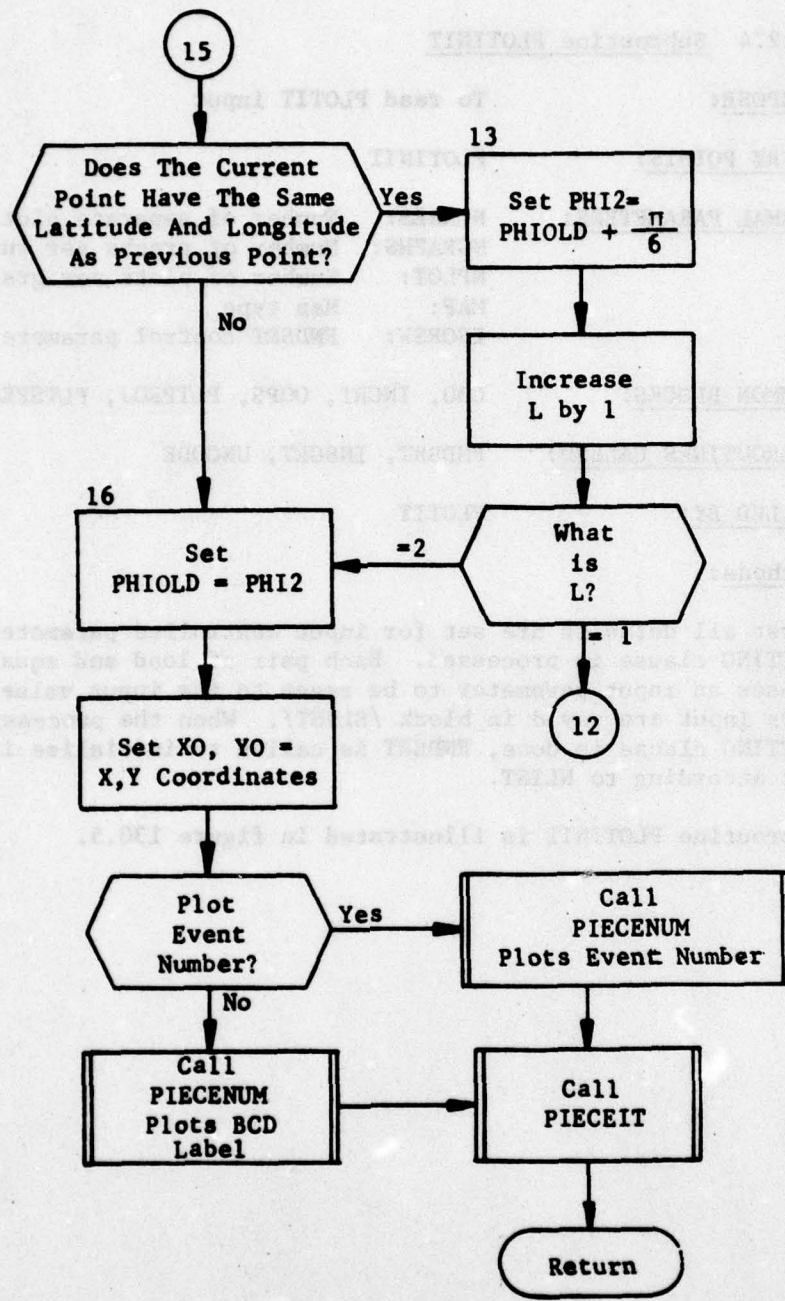 15
Does The Current
Point Have The Same
Latitude And Longitude
As Previous Point?
Yes
No
13
Set PHI2=
PHIOLD + π/6
Increase
L by 1
What
is
L?
=2
= 1
12
16
Set
PHIOLD = PHI2
Set XO, YO =
X,Y Coordinates
Plot
Event
Number?
Yes
No
Call
PIECENUM
Plots Event Number
Call
PIECENUM
Plots BCD
Label
Call
PIECEIT
Return